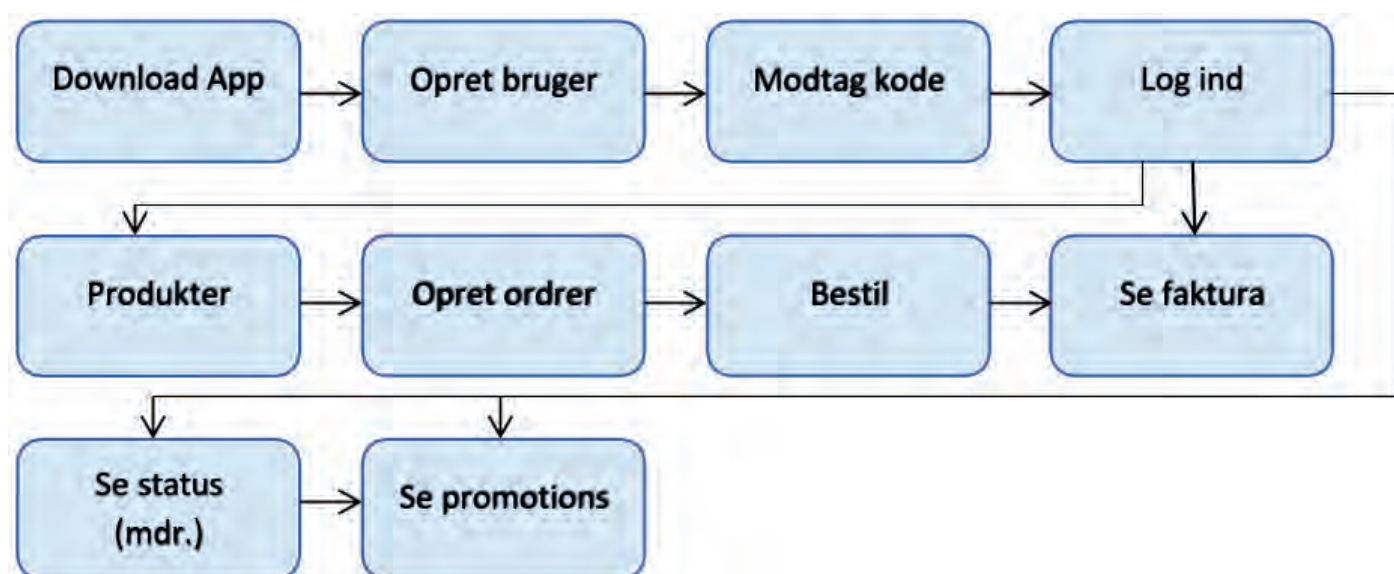 Download App
Opret bruger
Modtag kode
Log ind
Produkter
Opret ordrer
Bestil
Se faktura
Se status
(mdr.)
Se promotions